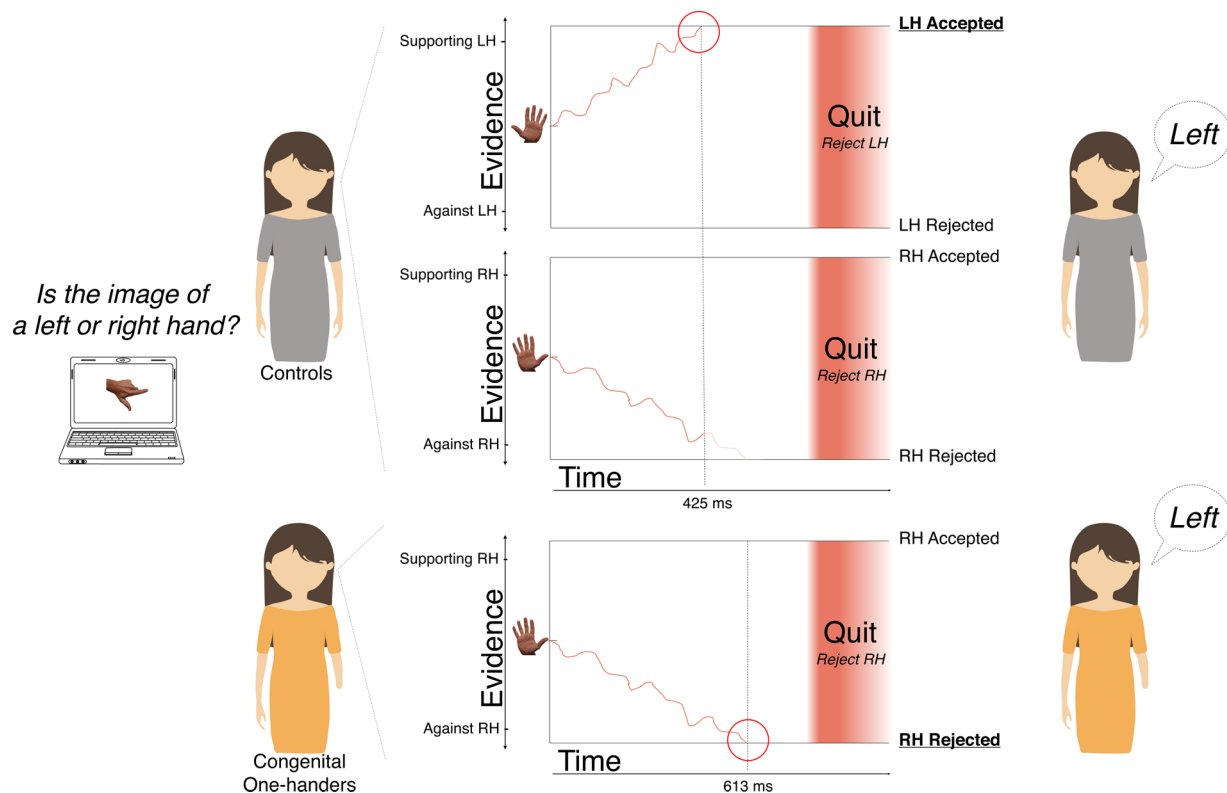 Is the image of
a left or right hand?
Controls
Supporting LH
Evidence
Against LH
Quit
Reject LH
LH Accepted
LH Rejected
Supporting RH
Evidence
Against RH
Quit
Reject RH
RH Accepted
RH Rejected
Time
425 ms
Left
Congenital
One-handers
Supporting RH
Evidence
Against RH
Quit
Reject RH
RH Accepted
RH Rejected
Time
613 ms
Left